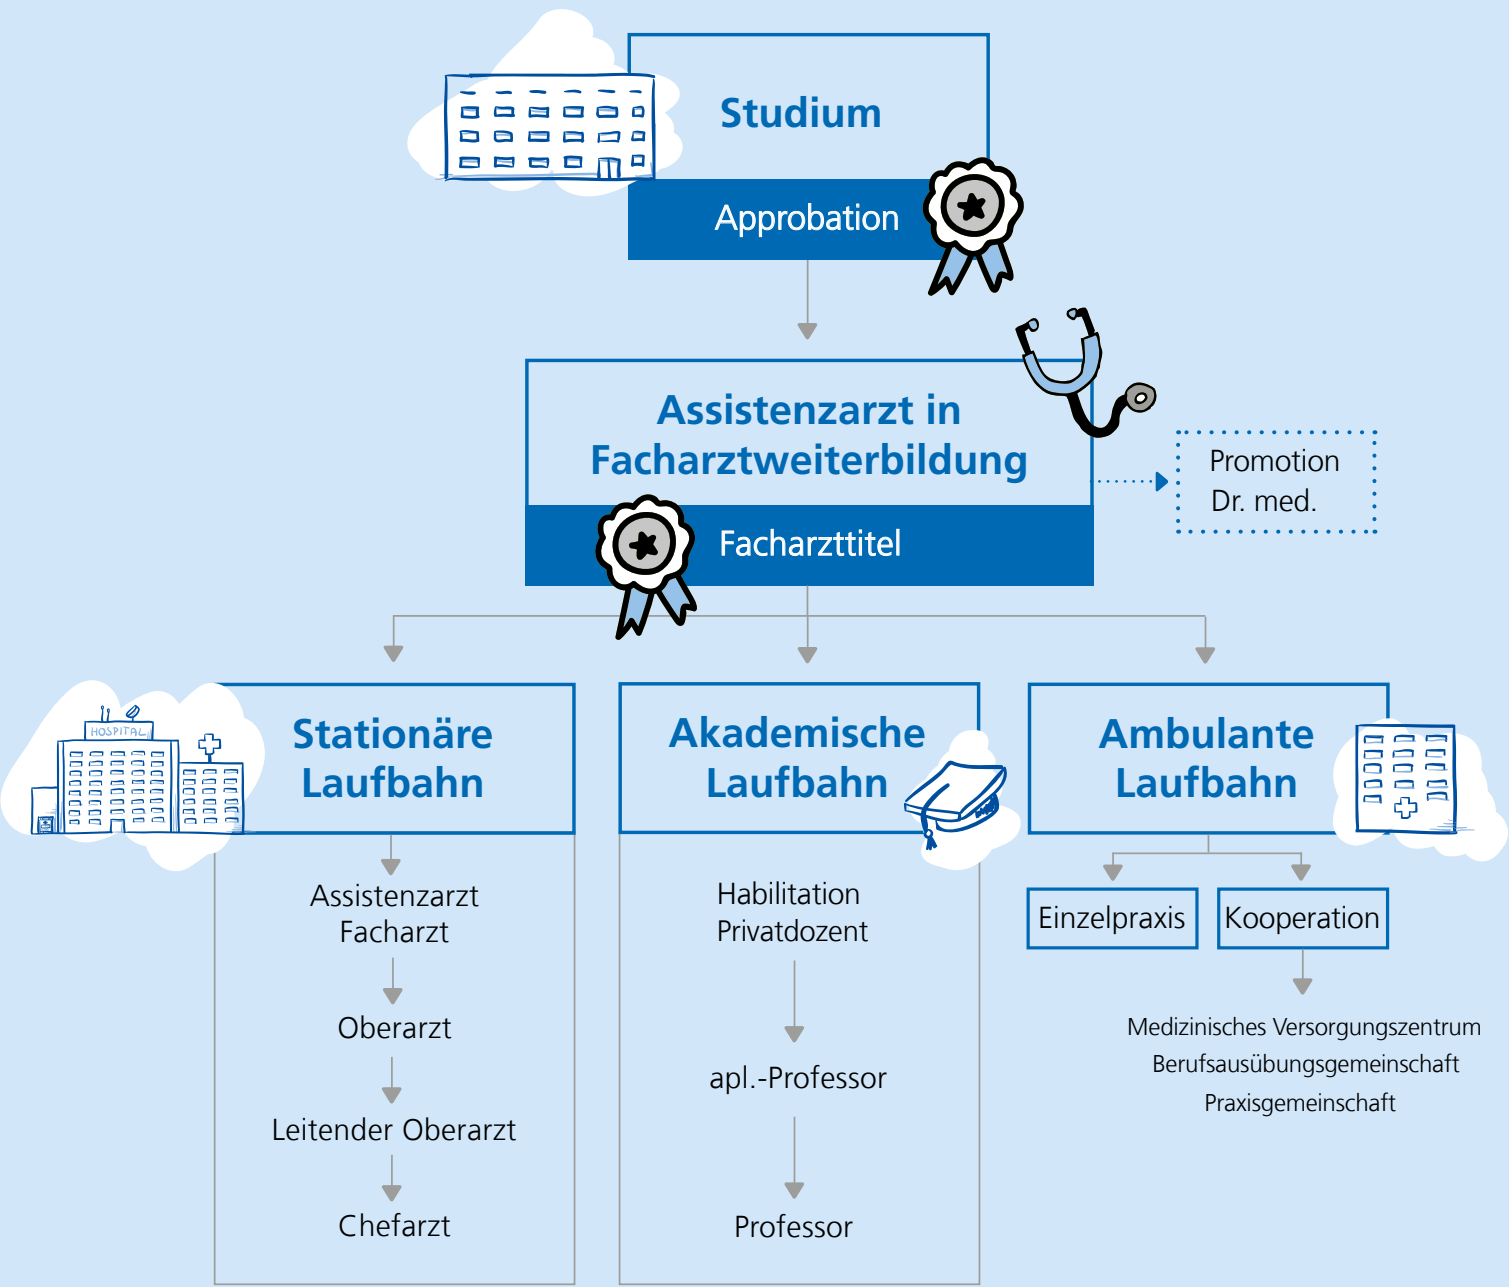 Studium
Approbation
Assistenzarzt in
Facharztweiterbildung
Promotion
Dr. med.
Facharzttitel
HOSPITAL
Stationäre
Laufbahn
Assistenzarzt
Facharzt
Oberarzt
Leitender Oberarzt
Chefarzt
Akademische
Laufbahn
Habilitation
Privatdozent
apl.-Professor
Professor
Ambulante
Laufbahn
Einzelpraxis
Kooperation
Medizinisches Versorgungszentrum
Berufsausübungsgemeinschaft
Praxisgemeinschaft